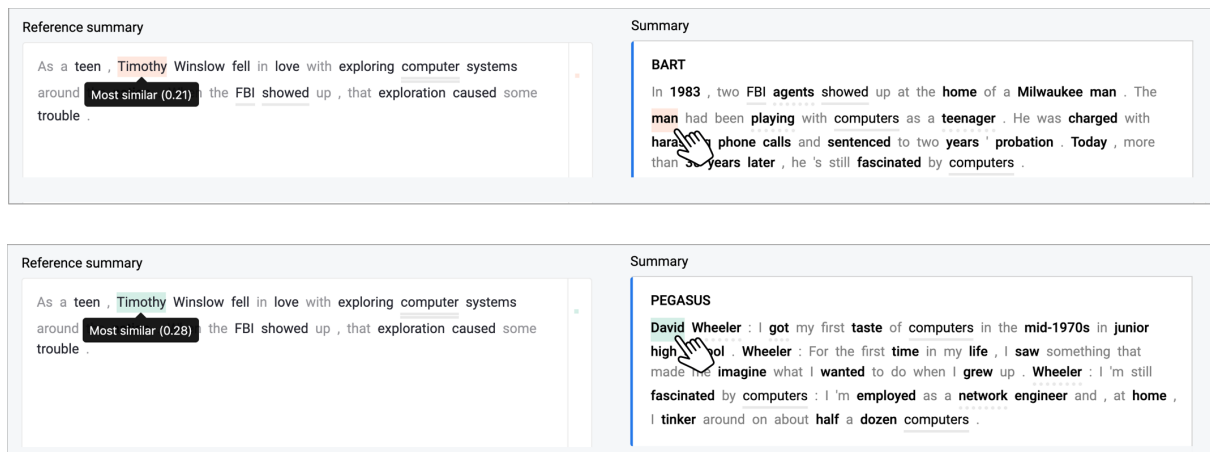 Reference summary
As a teen , Timothy Winslow fell in love with exploring computer systems
around Most similar (0.21) the FBI showed up , that exploration caused some
trouble .
Summary
BART
In 1983 , two FBI agents showed up at the home of a Milwaukee man . The
man had been playing with computers as a teenager . He was charged with
phone calls and sentenced to two years ' probation . Today , more
than years later , he 's still fascinated by computers .
Reference summary
As a teen , Timothy Winslow fell in love with exploring computer systems
around Most similar (0.28) the FBI showed up , that exploration caused some
trouble .
Summary
PEGASUS
David Wheeler : I got my first taste of computers in the mid-1970s in junior
high . Wheeler : For the first time in my life , I saw something that
made me imagine what I wanted to do when I grew up . Wheeler : I 'm still
fascinated by computers : I 'm employed as a network engineer and , at home ,
I tinker around on about half a dozen computers .